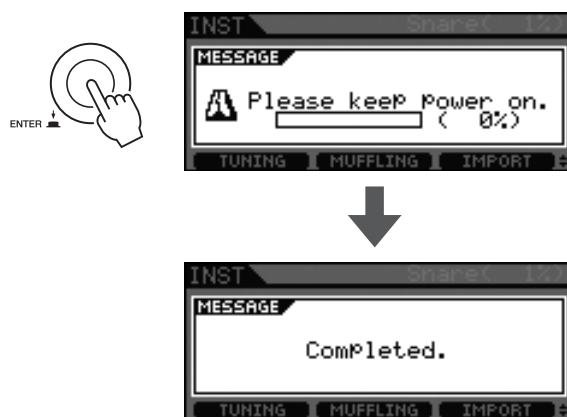 INST Snare( 1%)
MESSAGE
Please keep power on.
( 0%)
ENTER
TUNING MUFFLING IMPORT
INST Snare( 1%)
MESSAGE
Completed.
TUNING MUFFLING IMPORT